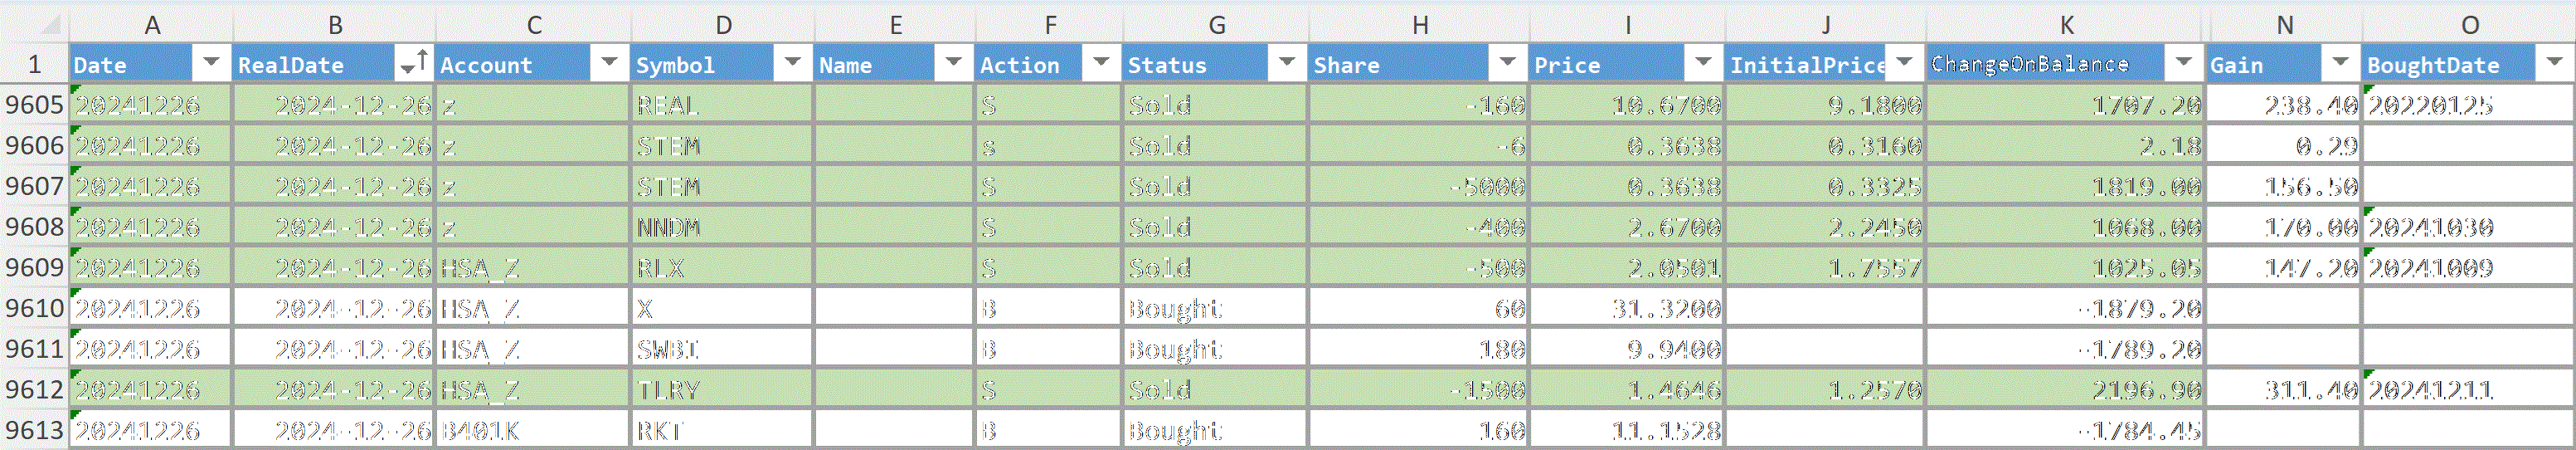 A B C D E F G H I J K N O
1 Date RealDate Account Symbol Name Action Status Share Price InitialPrice ChangeOnBalance Gain BoughtDate
9605 20241226 2024-12-26 z REAL S Sold -160 10.6700 9.1800 1707.20 238.40 20220125
9606 20241226 2024-12-26 z STEM s Sold -6 0.3638 0.3160 2.18 0.29
9607 20241226 2024-12-26 z STEM S Sold -5000 0.3638 0.3325 1819.00 156.50
9608 20241226 2024-12-26 z NNDM S Sold -400 2.6700 2.2450 1068.00 170.00 20241030
9609 20241226 2024-12-26 HSA_Z RLX S Sold -500 2.0501 1.7557 1025.05 147.20 20241009
9610 20241226 2024-12-26 HSA_Z X B Bought 60 31.3200 -1879.20
9611 20241226 2024-12-26 HSA_Z SWBI B Bought 180 9.9400 -1789.20
9612 20241226 2024-12-26 HSA_Z TLRY S Sold -1500 1.4646 1.2570 2196.90 311.40 20241211
9613 20241226 2024-12-26 B401K RKT B Bought 160 11.1528 -1784.45